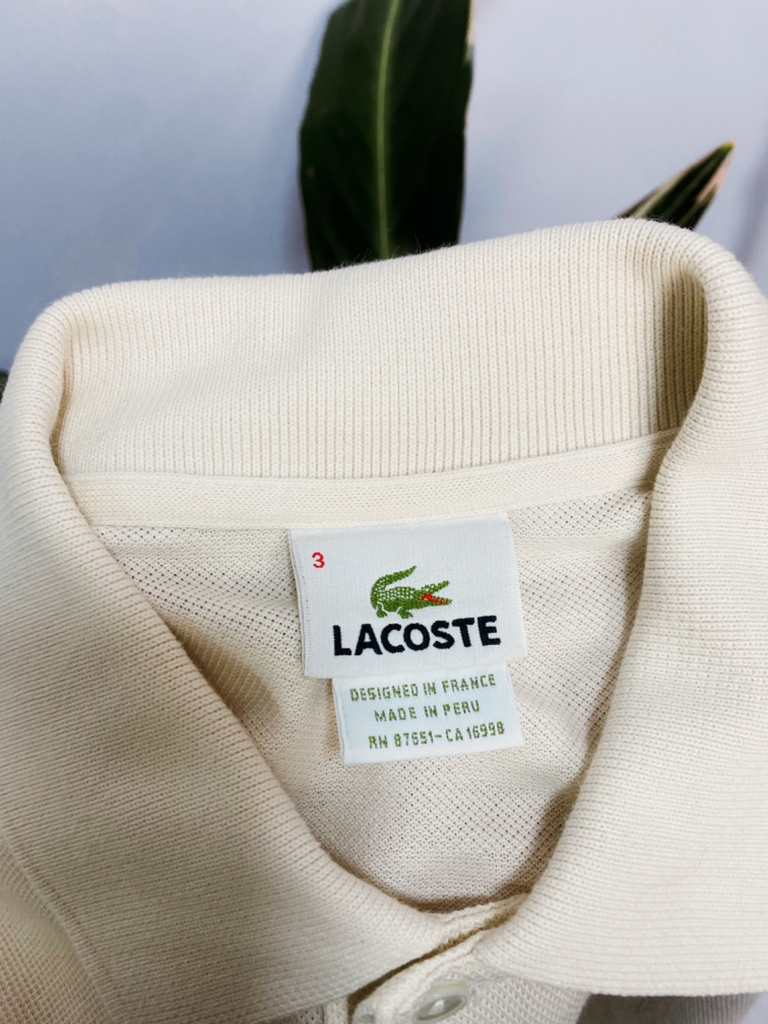 3
LACOSTE
DESIGNED IN FRANCE
MADE IN PERU
RN 87651-CA 16998